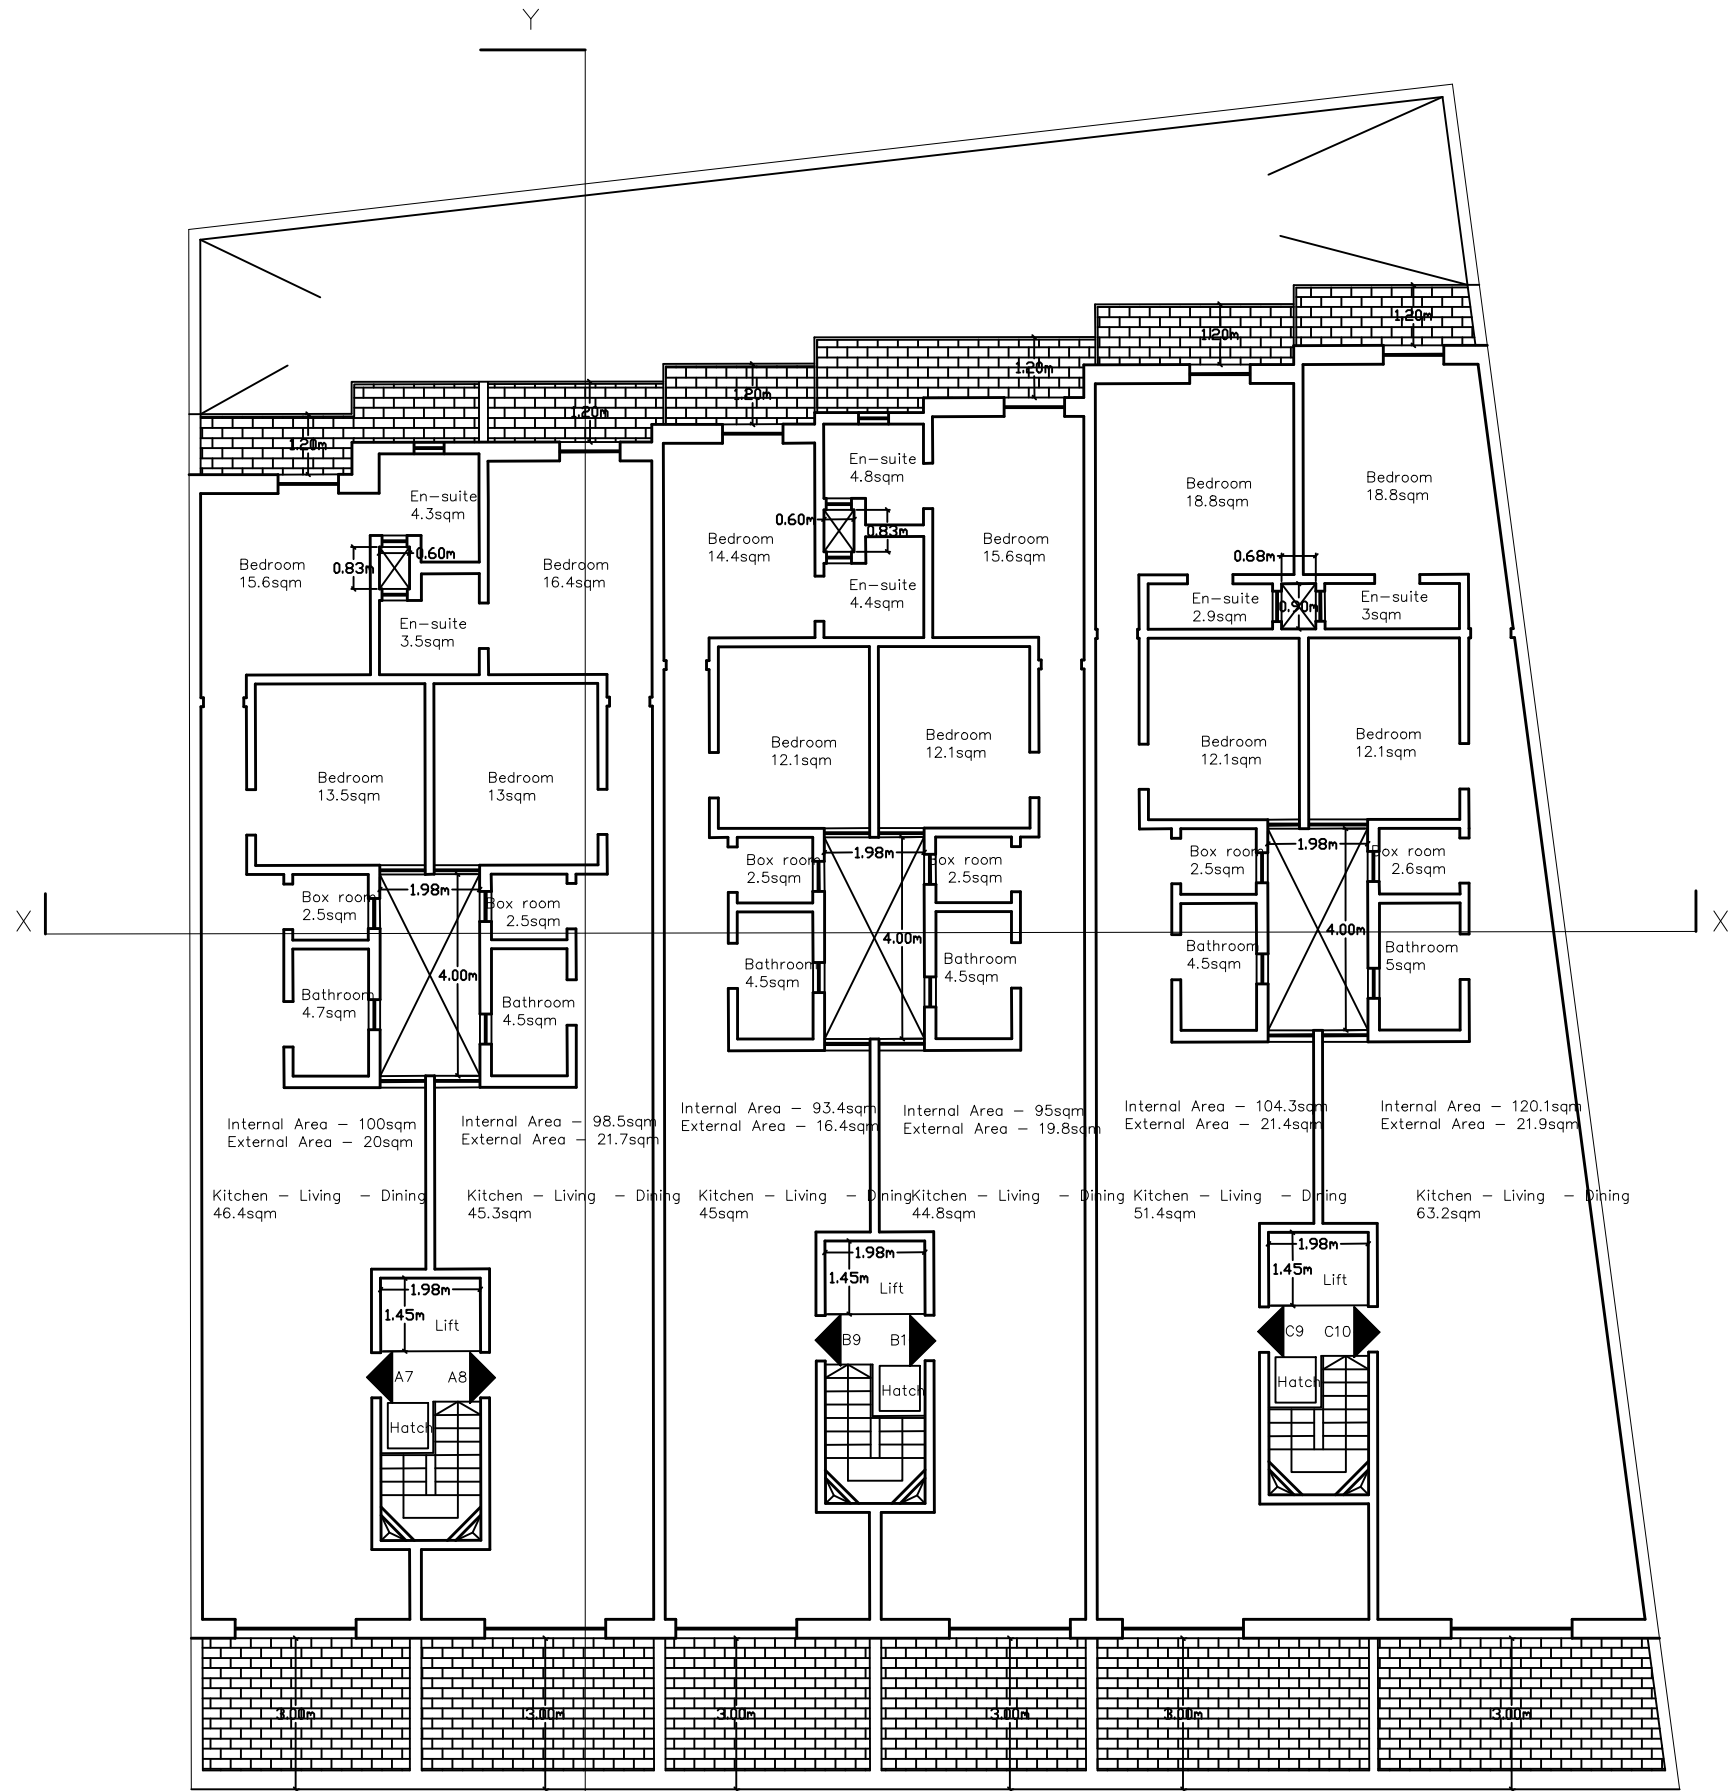 Y
1.20m
1.20m
1.20m
1.20m
1.20m
1.20m
En-suite
4.8sqm
Bedroom
18.8sqm
Bedroom
18.8sqm
En-suite
4.3sqm
0.60m
0.83m
Bedroom
14.4sqm
Bedroom
15.6sqm
0.60m
0.83m
Bedroom
15.6sqm
Bedroom
16.4sqm
0.68m
En-suite
4.4sqm
En-suite
2.9sqm
0.90m
En-suite
3sqm
En-suite
3.5sqm
Bedroom
13.5sqm
Bedroom
13sqm
Bedroom
12.1sqm
Bedroom
12.1sqm
Bedroom
12.1sqm
Bedroom
12.1sqm
Box room
2.5sqm
1.98m
Box room
2.5sqm
Box room
2.5sqm
1.98m
Box room
2.5sqm
Box room
2.5sqm
1.98m
Box room
2.6sqm
X
X
Bathroom
4.7sqm
4.00m
Bathroom
4.5sqm
Bathroom
4.5sqm
4.00m
Bathroom
4.5sqm
Bathroom
4.5sqm
4.00m
Bathroom
5sqm
Internal Area - 100sqm
External Area - 20sqm
Internal Area - 98.5sqm
External Area - 21.7sqm
Internal Area - 93.4sqm
External Area - 16.4sqm
Internal Area - 95sqm
External Area - 19.8sqm
Internal Area - 104.3sqm
External Area - 21.4sqm
Internal Area - 120.1sqm
External Area - 21.9sqm
Kitchen - Living - Dining
46.4sqm
Kitchen - Living - Dining
45.3sqm
Kitchen - Living - Dining
45sqm
Kitchen - Living - Dining
44.8sqm
Kitchen - Living - Dining
51.4sqm
Kitchen - Living - Dining
63.2sqm
1.98m
1.45m
Lift
1.98m
1.45m
Lift
1.98m
1.45m
Lift
A7
A8
B9
B1
C9
C10
Hatch
Hatch
Hatch
3.00m
3.00m
3.00m
3.00m
3.00m
3.00m